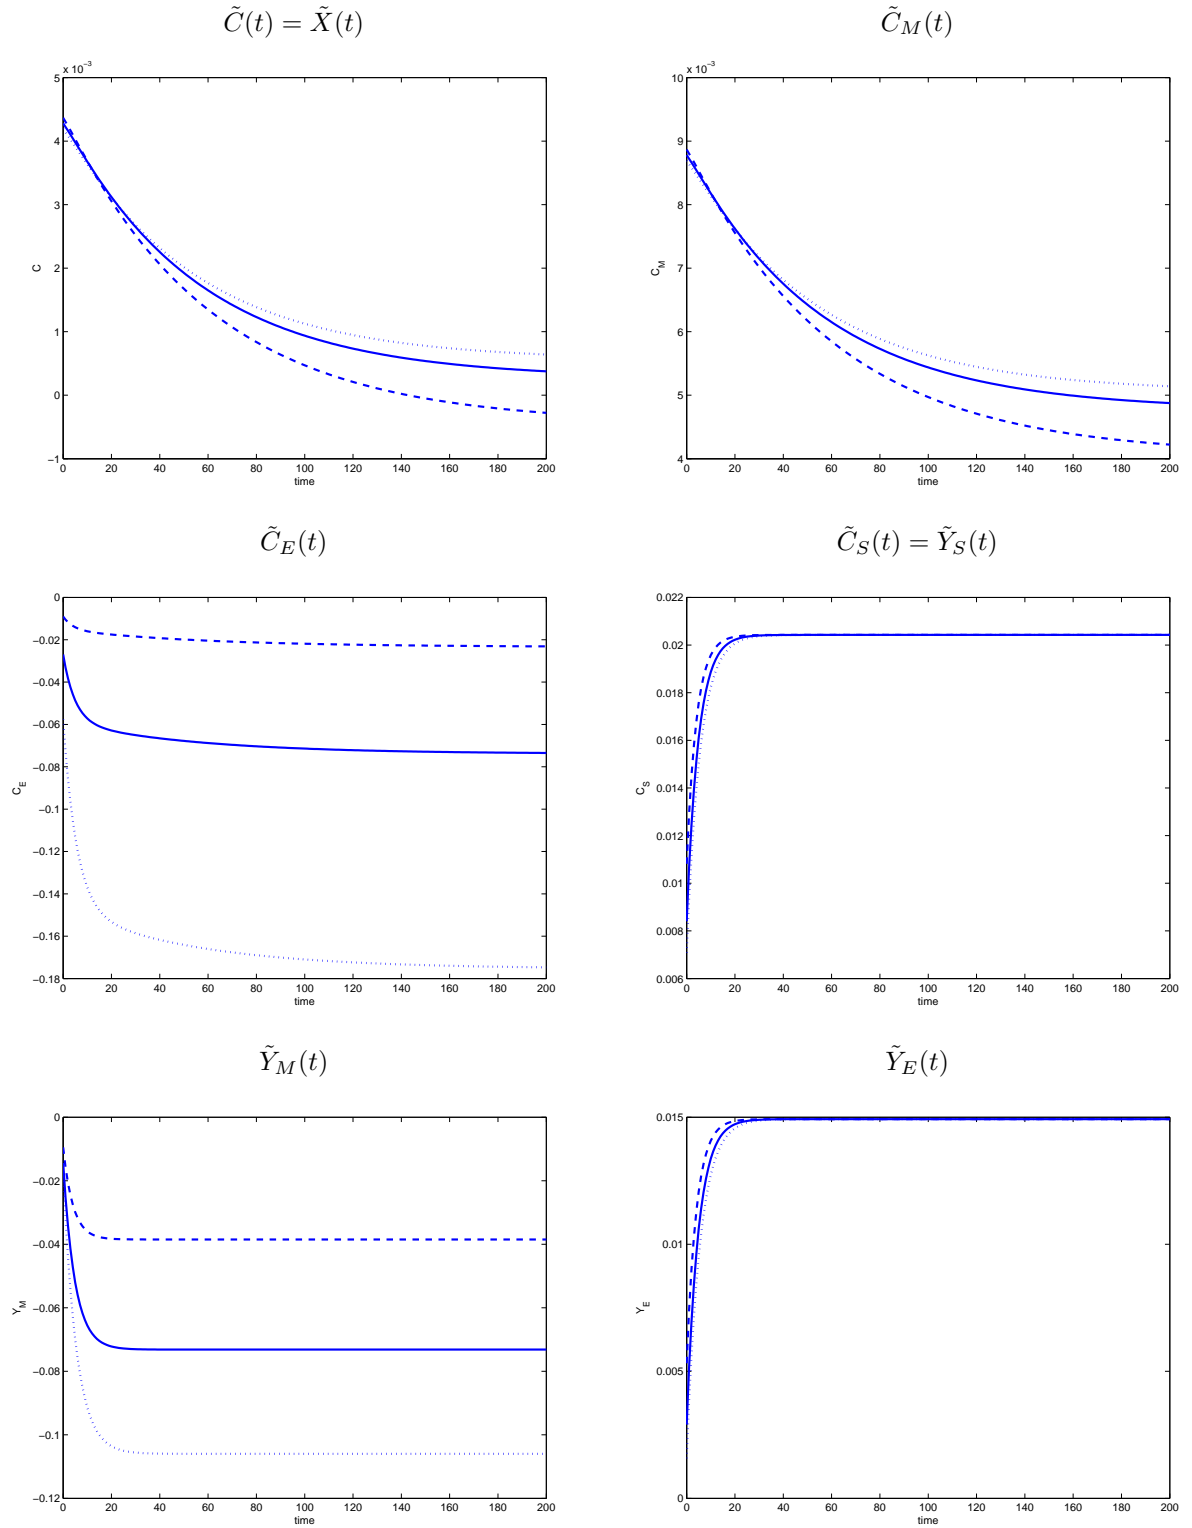 C̃(t) = X̃(t)
x 10⁻³
5
4
3
2
1
0
−1
C
0 20 40 60 80 100 120 140 160 180 200
time
C̃_M(t)
x 10⁻³
10
9
8
7
6
5
4
C_M
0 20 40 60 80 100 120 140 160 180 200
time
C̃_E(t)
0
−0.02
−0.04
−0.06
−0.08
−0.1
−0.12
−0.14
−0.16
−0.18
C_E
0 20 40 60 80 100 120 140 160 180 200
time
C̃_S(t) = Ỹ_S(t)
0.022
0.02
0.018
0.016
0.014
0.012
0.01
0.008
0.006
C_S
0 20 40 60 80 100 120 140 160 180 200
time
Ỹ_M(t)
0
−0.02
−0.04
−0.06
−0.08
−0.1
−0.12
Y_M
0 20 40 60 80 100 120 140 160 180 200
time
Ỹ_E(t)
0.015
0.01
0.005
0
Y_E
0 20 40 60 80 100 120 140 160 180 200
time